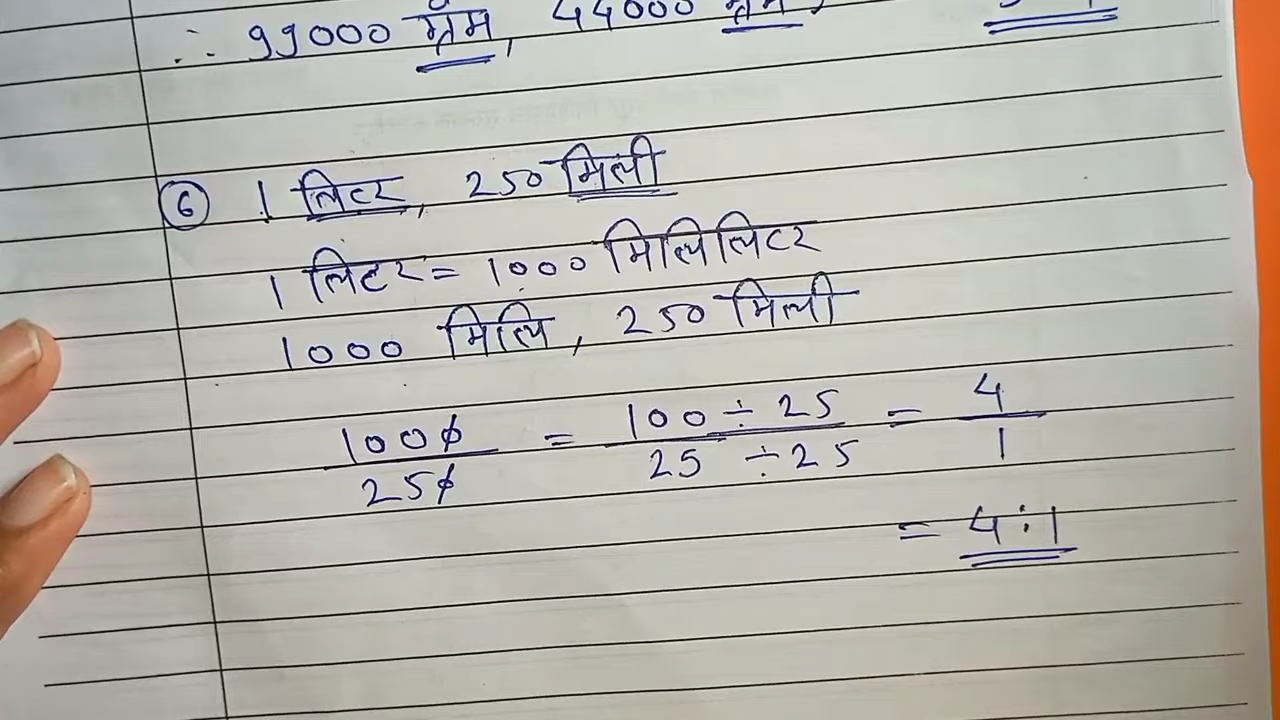 ∴ 99000 ग्रॅम, 44000 ग्रॅम
6 1 लिटर, 250 मिली
1 लिटर = 1000 मिलिलिटर
1000 मिलि, 250 मिली
1000/250 = 100 ÷ 25/25 ÷ 25 = 4/1
= 4:1